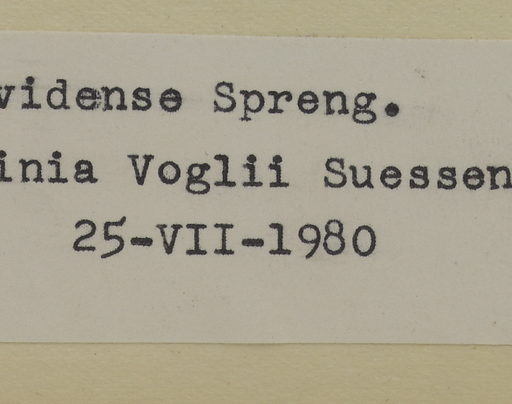 vidense Spreng.
inia Voglii Suessen
25-VII-1980